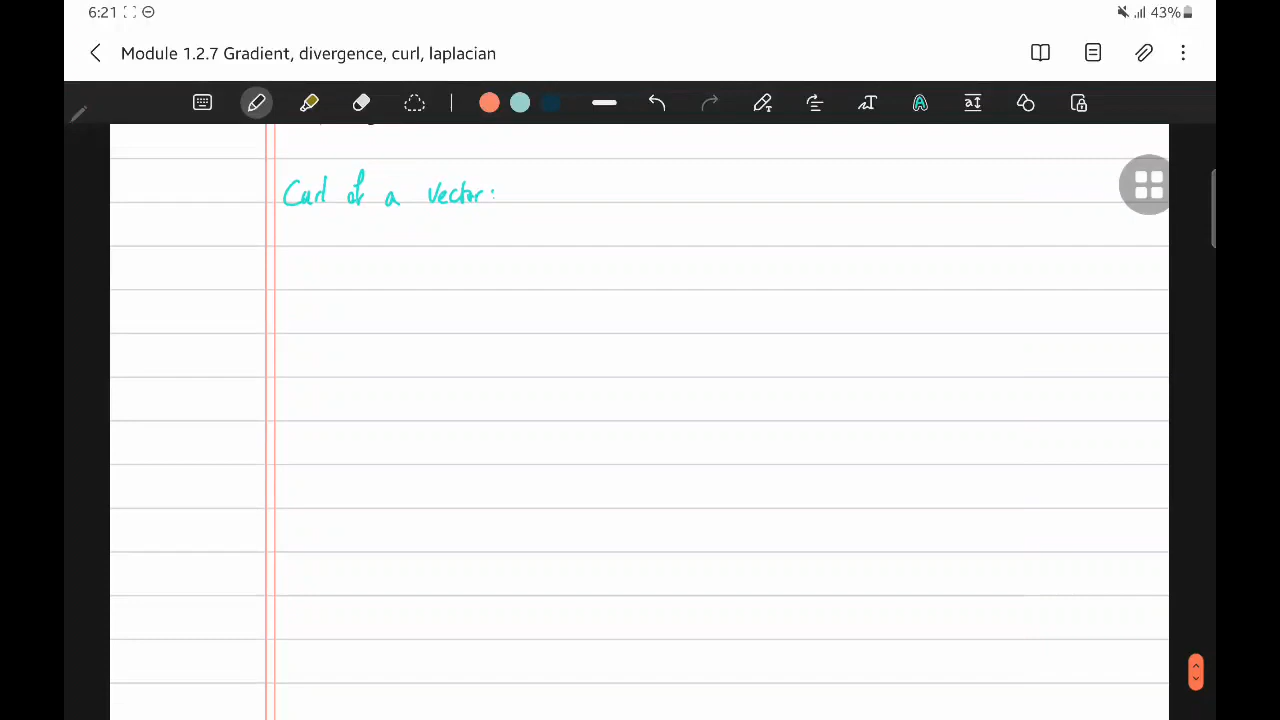 6:21
43%
Module 1.2.7 Gradient, divergence, curl, laplacian
Curl of a vector: